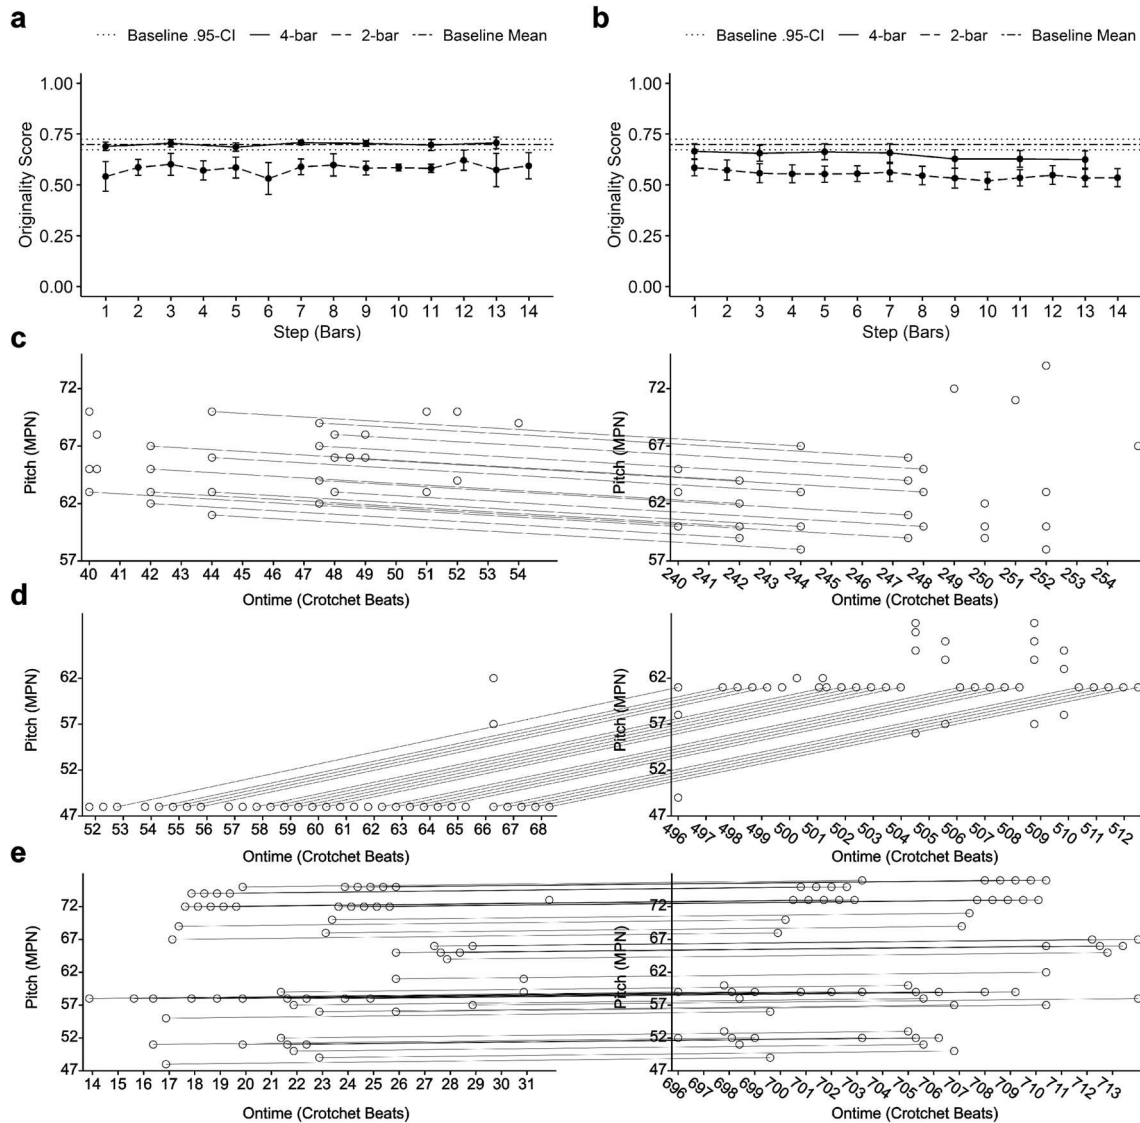 a
Baseline .95-CI 4-bar 2-bar Baseline Mean
1.00
0.75
0.50
0.25
0.00
Originality Score
1 2 3 4 5 6 7 8 9 10 11 12 13 14
Step (Bars)
b
Baseline .95-CI 4-bar 2-bar Baseline Mean
1.00
0.75
0.50
0.25
0.00
Originality Score
1 2 3 4 5 6 7 8 9 10 11 12 13 14
Step (Bars)
c
72
67
62
57
Pitch (MPN)
40 41 42 43 44 45 46 47 48 49 50 51 52 53 54
Ontime (Crotchet Beats)
72
67
62
57
Pitch (MPN)
240 241 242 243 244 245 246 247 248 249 250 251 252 253 254
Ontime (Crotchet Beats)
d
62
57
52
47
Pitch (MPN)
52 53 54 55 56 57 58 59 60 61 62 63 64 65 66 67 68
Ontime (Crotchet Beats)
62
57
52
47
Pitch (MPN)
496 497 498 499 500 501 502 503 504 505 506 507 508 509 510 511 512
Ontime (Crotchet Beats)
e
72
67
62
57
52
47
Pitch (MPN)
14 15 16 17 18 19 20 21 22 23 24 25 26 27 28 29 30 31
Ontime (Crotchet Beats)
72
67
62
57
52
47
Pitch (MPN)
696 697 698 699 700 701 702 703 704 705 706 707 708 709 710 711 712 713
Ontime (Crotchet Beats)